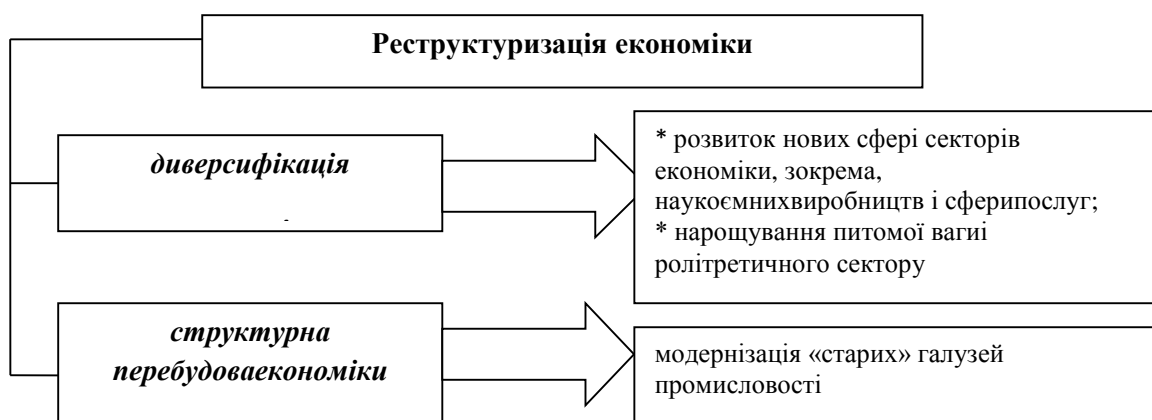 Реструктуризація економіки
диверсифікація
* розвиток нових сфері секторів
економіки, зокрема,
наукоємнихвиробництв і сферипослуг;
* нарощування питомої вагиі
ролітретичного сектору
структурна
перебудоваекономіки
модернізація «старих» галузей
промисловості